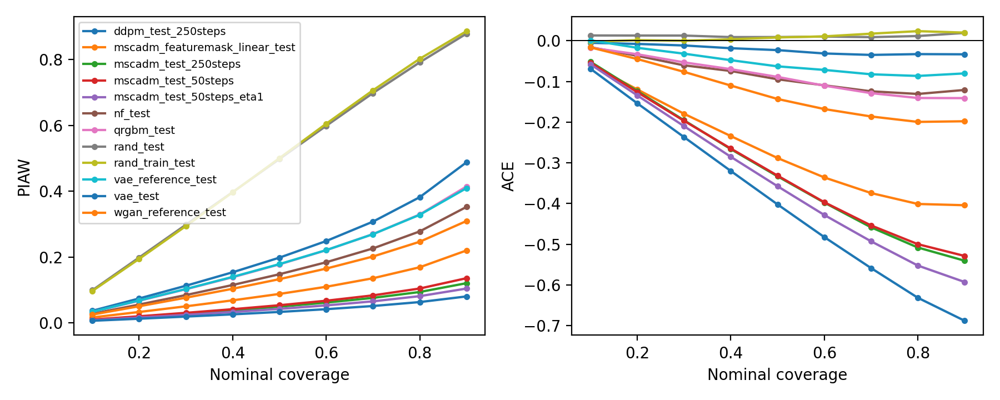 ddpm_test_250steps
mscadm_featuremask_linear_test
mscadm_test_250steps
mscadm_test_50steps
mscadm_test_50steps_eta1
nf_test
qrgbm_test
rand_test
rand_train_test
vae_reference_test
vae_test
wgan_reference_test
PIAW
0.8
0.6
0.4
0.2
0.0
0.2 0.4 0.6 0.8
Nominal coverage
ACE
0.0
−0.1
−0.2
−0.3
−0.4
−0.5
−0.6
−0.7
0.2 0.4 0.6 0.8
Nominal coverage